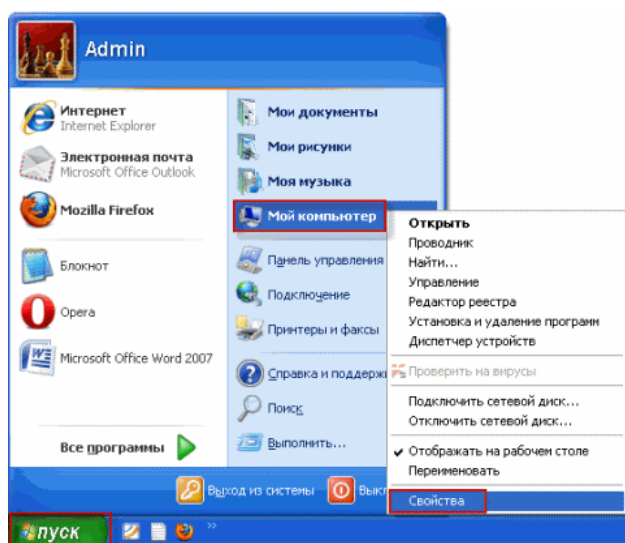 Admin
Интернет
Internet Explorer
Электронная почта
Microsoft Office Outlook
Mozilla Firefox
Блокнот
Opera
Microsoft Office Word 2007
Все программы
Мои документы
Мои рисунки
Моя музыка
Мой компьютер
Панель управления
Подключение
Принтеры и факсы
Справка и поддерж
Поиск
Выполнить...
Открыть
Проводник
Найти...
Управление
Редактор реестра
Установка и удаление программ
Диспетчер устройств
Проверить на вирусы
Подключить сетевой диск...
Отключить сетевой диск...
Отображать на рабочем столе
Переименовать
Свойства
Выход из системы
Выкл
пуск